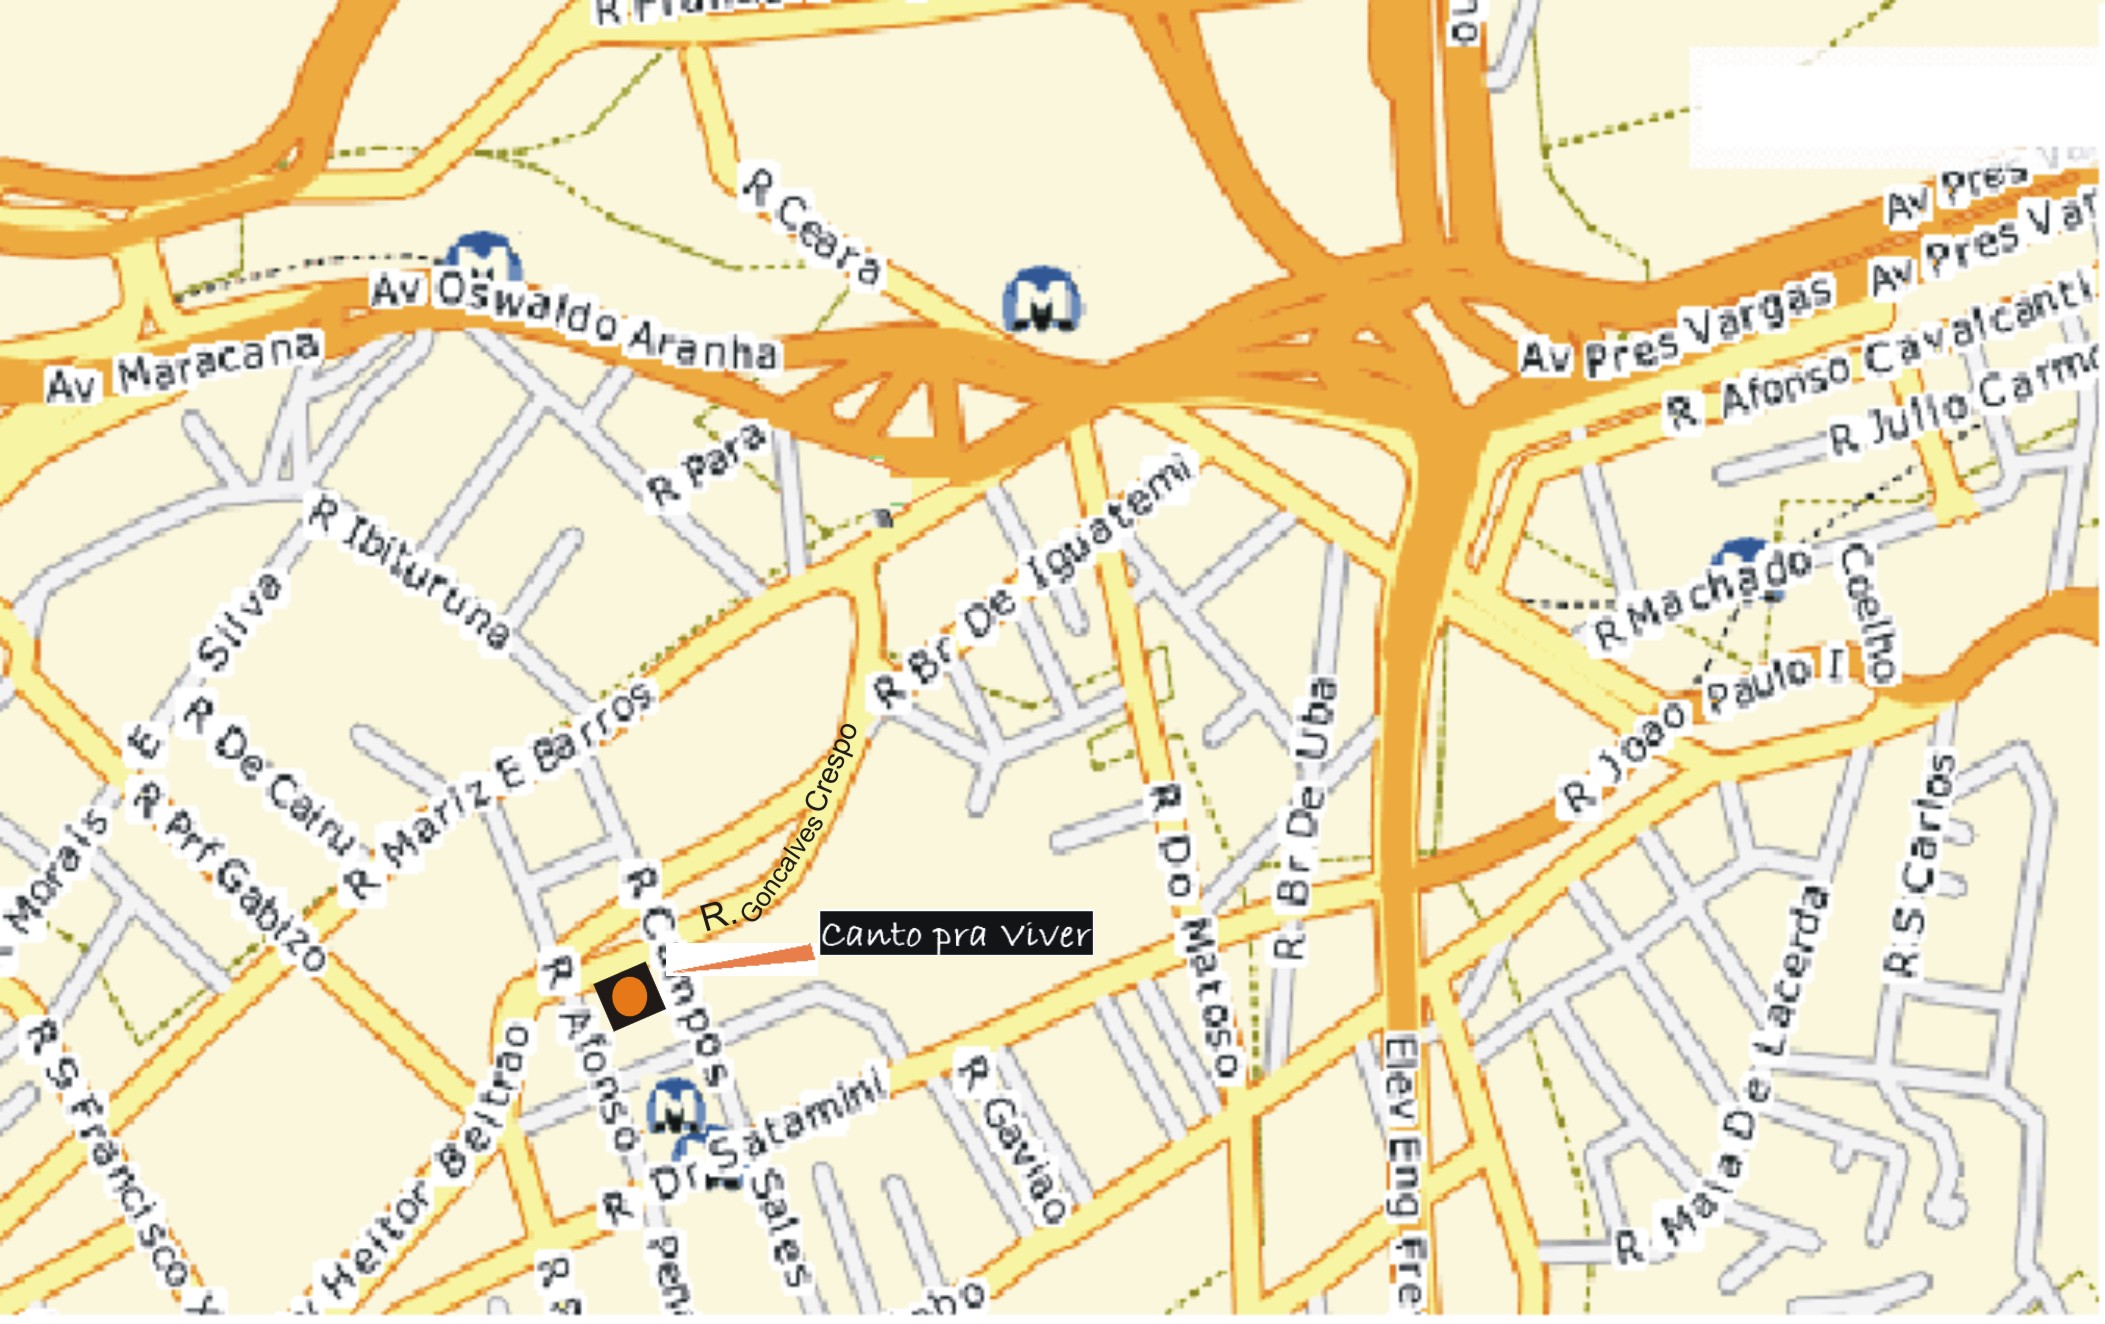 Av Pres
Av Pres Var
R Ceara
Av Oswaldo Aranha
Av Maracana
Av Pres Vargas
R Afonso Cavalcanti
R Julio Carmo
R Para
R Br De Iguatemi
R Ibituruna
R Machado
Coelho
Silva
E
Morais
R De Cairu
R Mariz E Barros
R
R Prf Gabizo
R Joao Paulo I
R Br De Uba
R Do Matoso
R S Carlos
R. Goncalves Crespo
Canto pra Viver
R Campos
Sales
R Afonso
Pen
R Dr Satamini
R Gaviao
R S Francisco X
Heitor Beltrao
Elev Eng Fre
R Maia De Lacerda